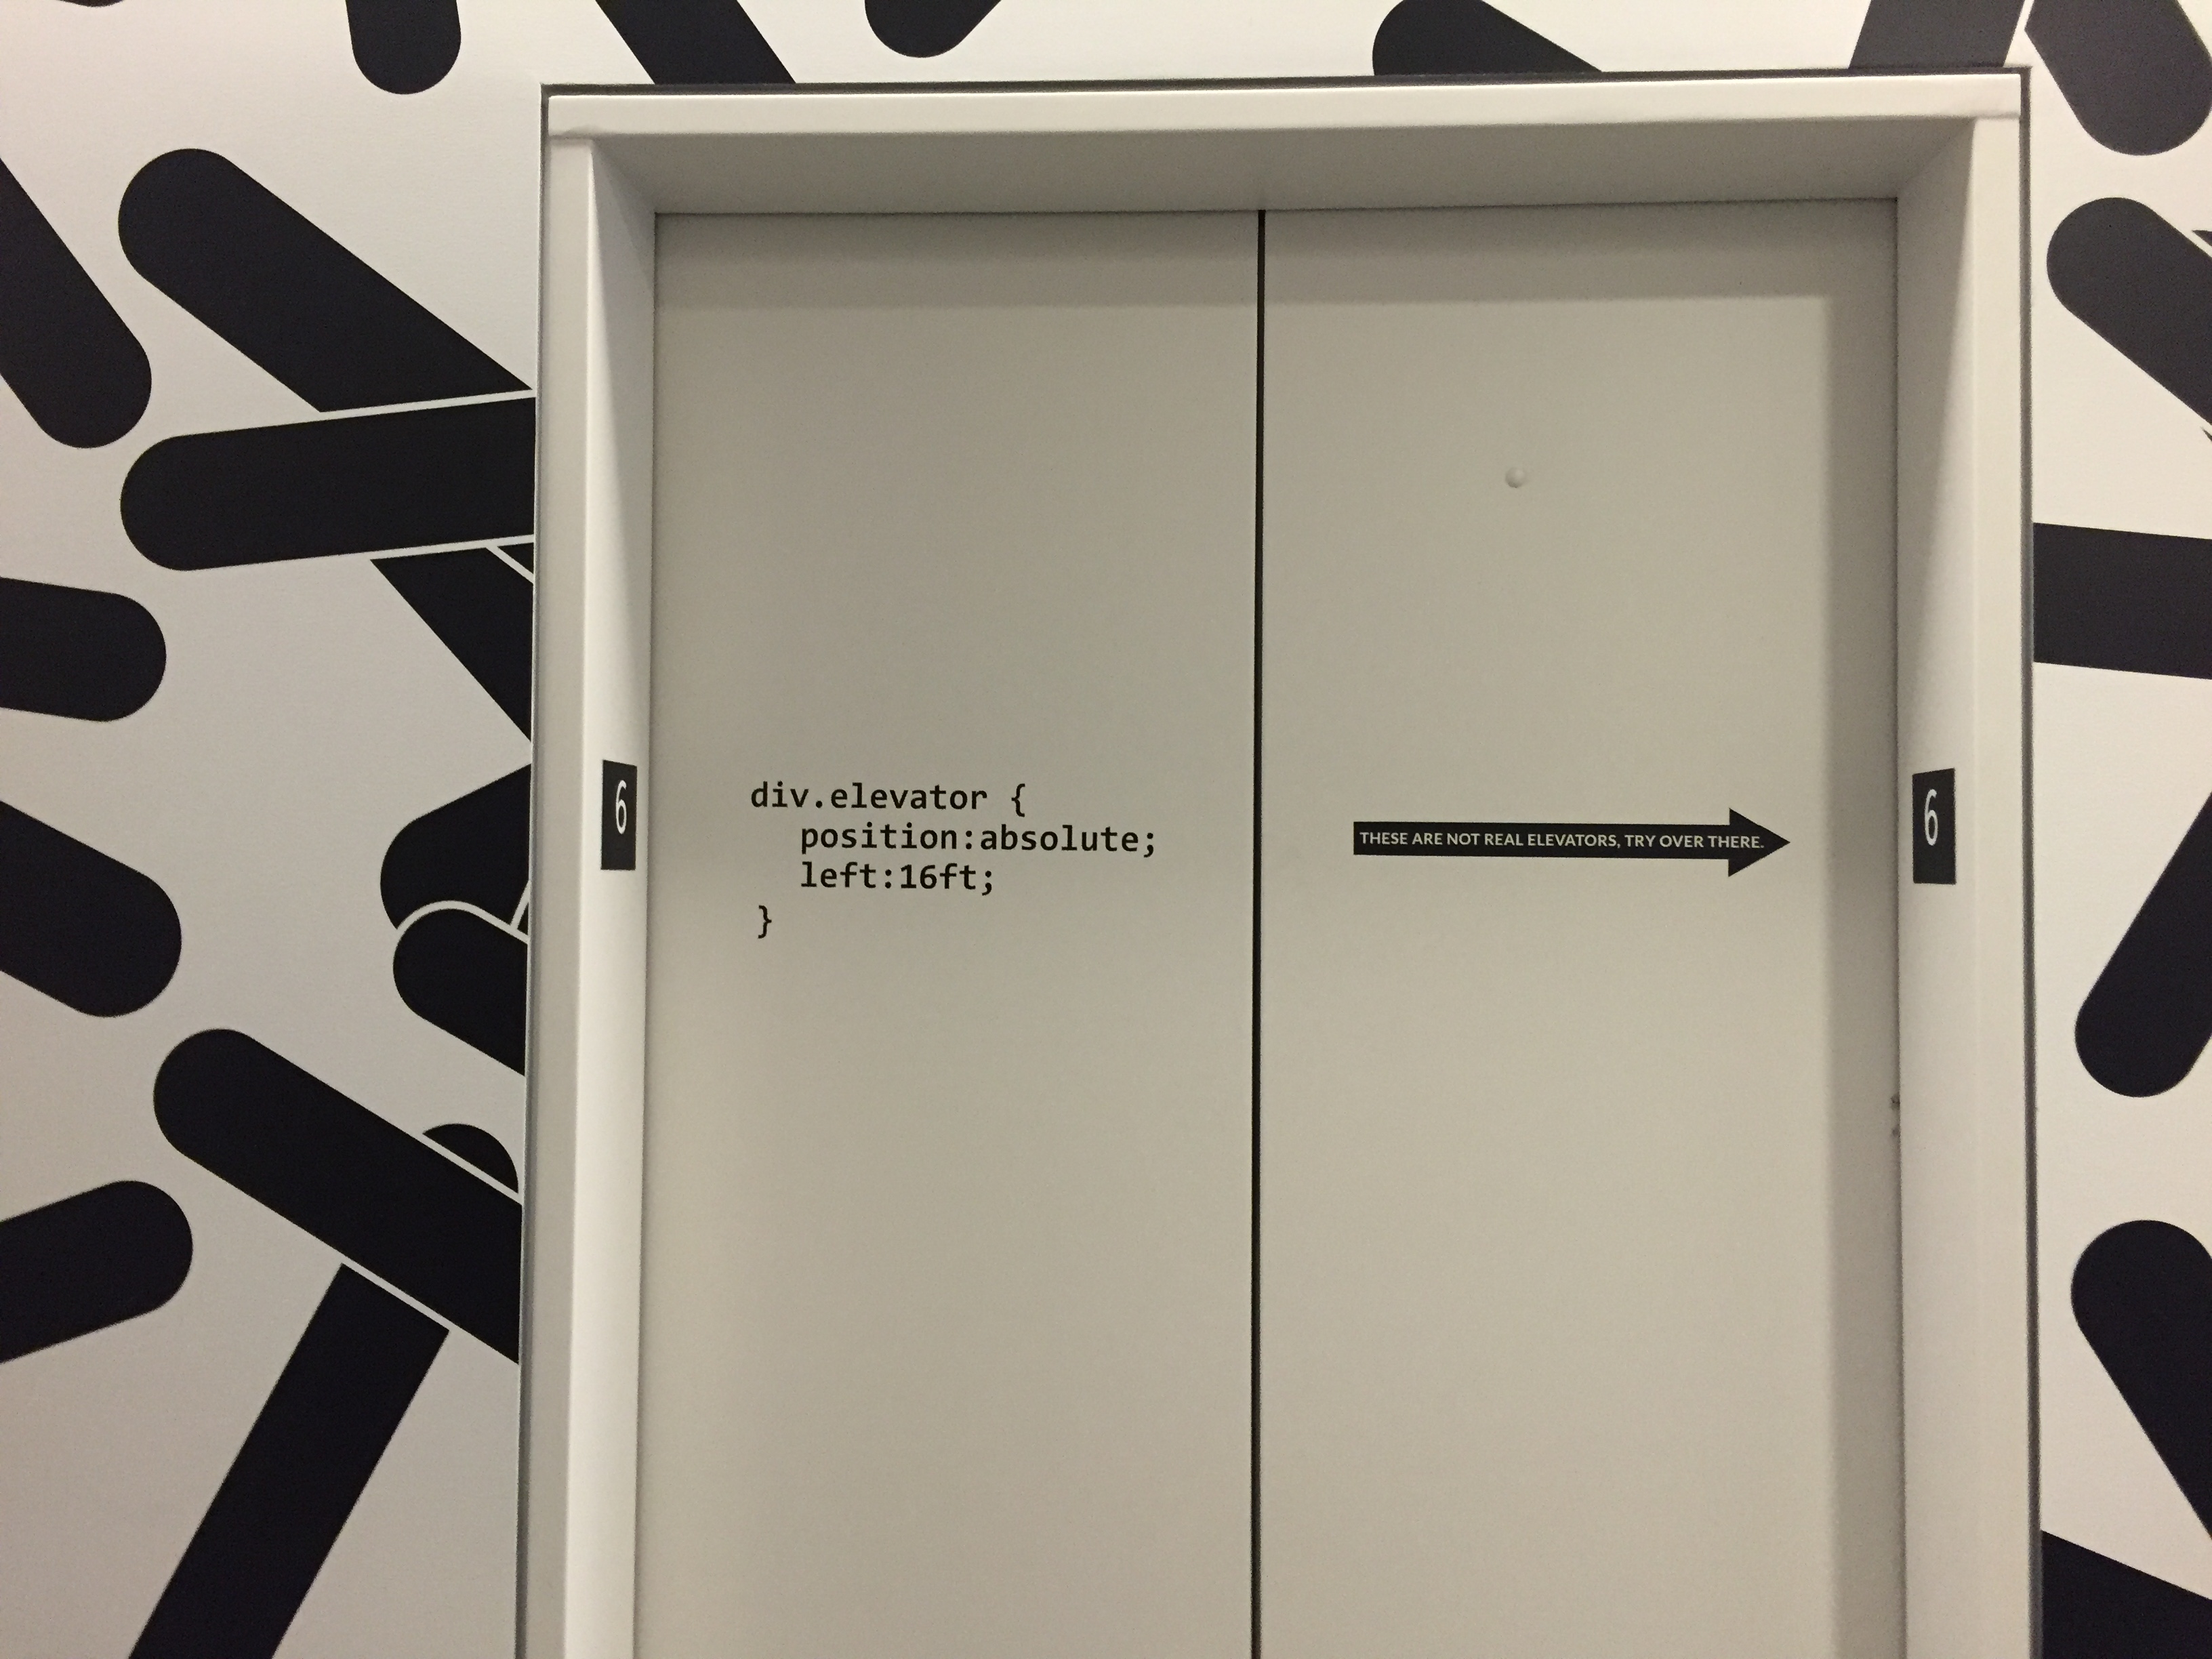 6
div.elevator {
position:absolute;
left:16ft;
}
THESE ARE NOT REAL ELEVATORS, TRY OVER THERE.
6